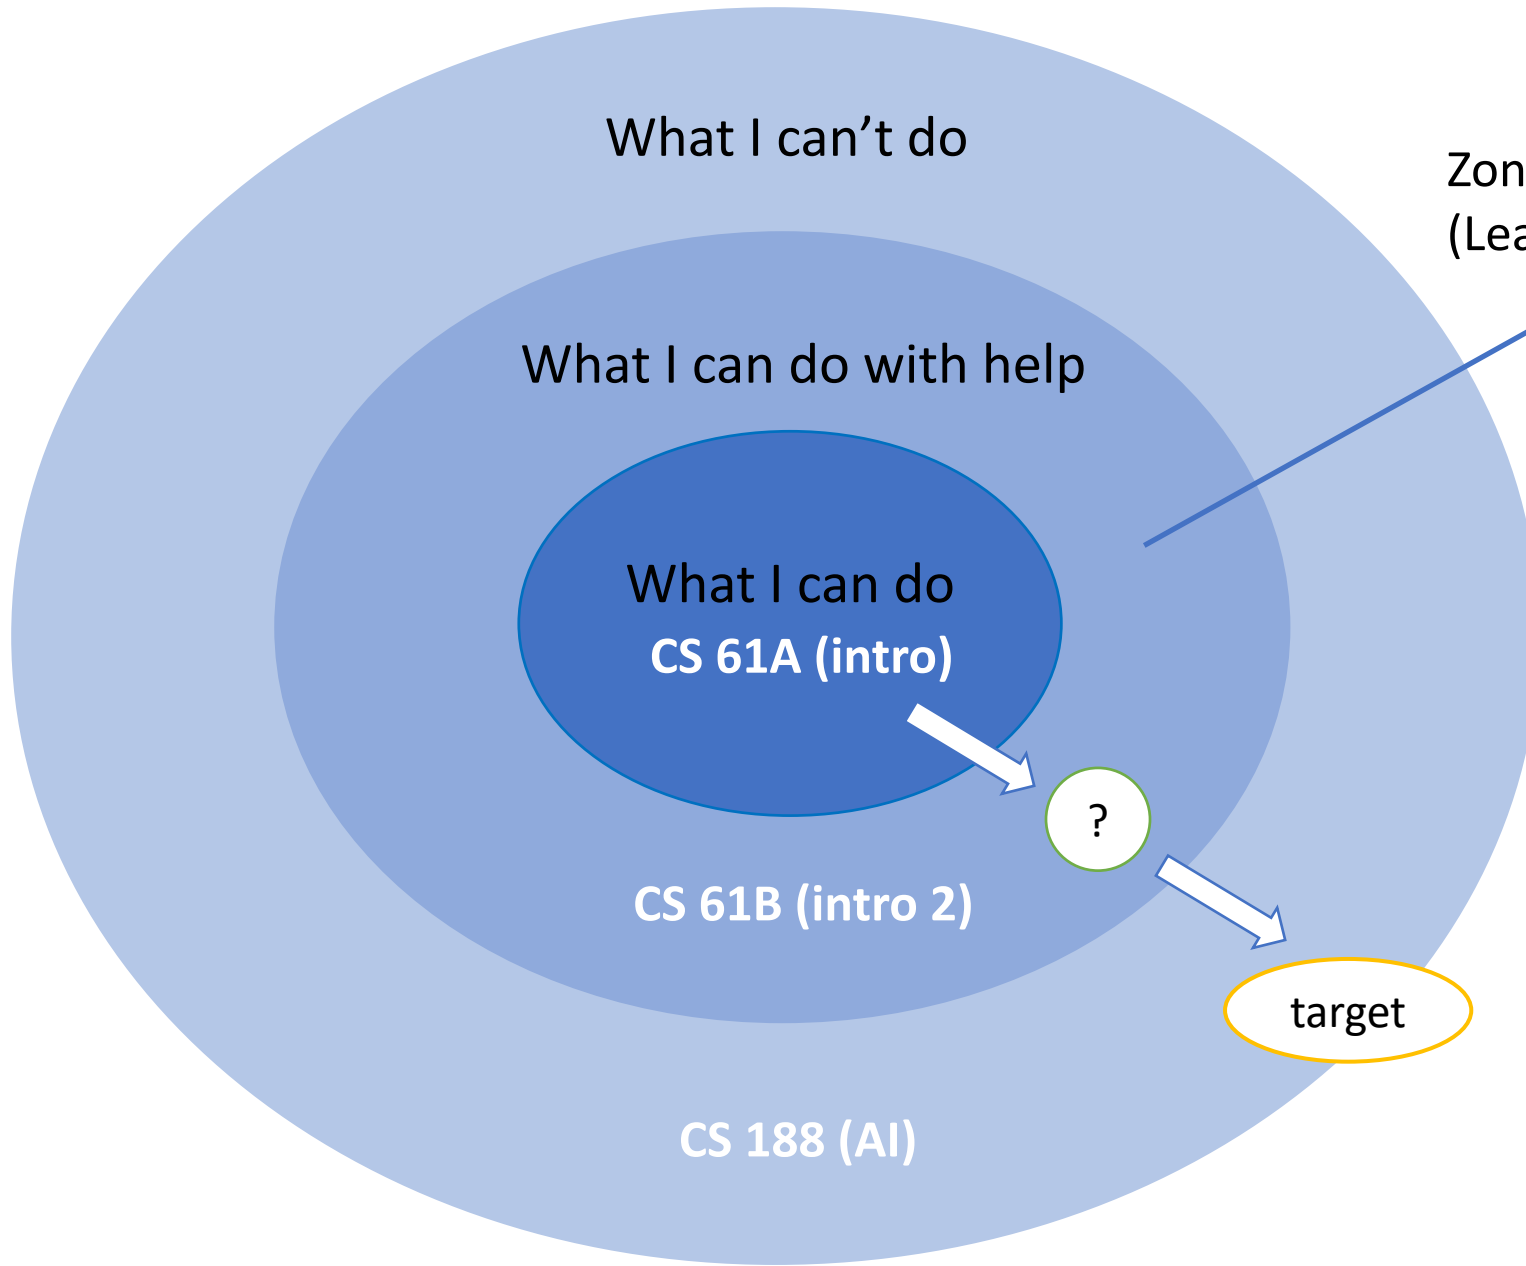 What I can't do
Zon
(Lea
What I can do with help
What I can do
CS 61A (intro)
?
CS 61B (intro 2)
target
CS 188 (AI)